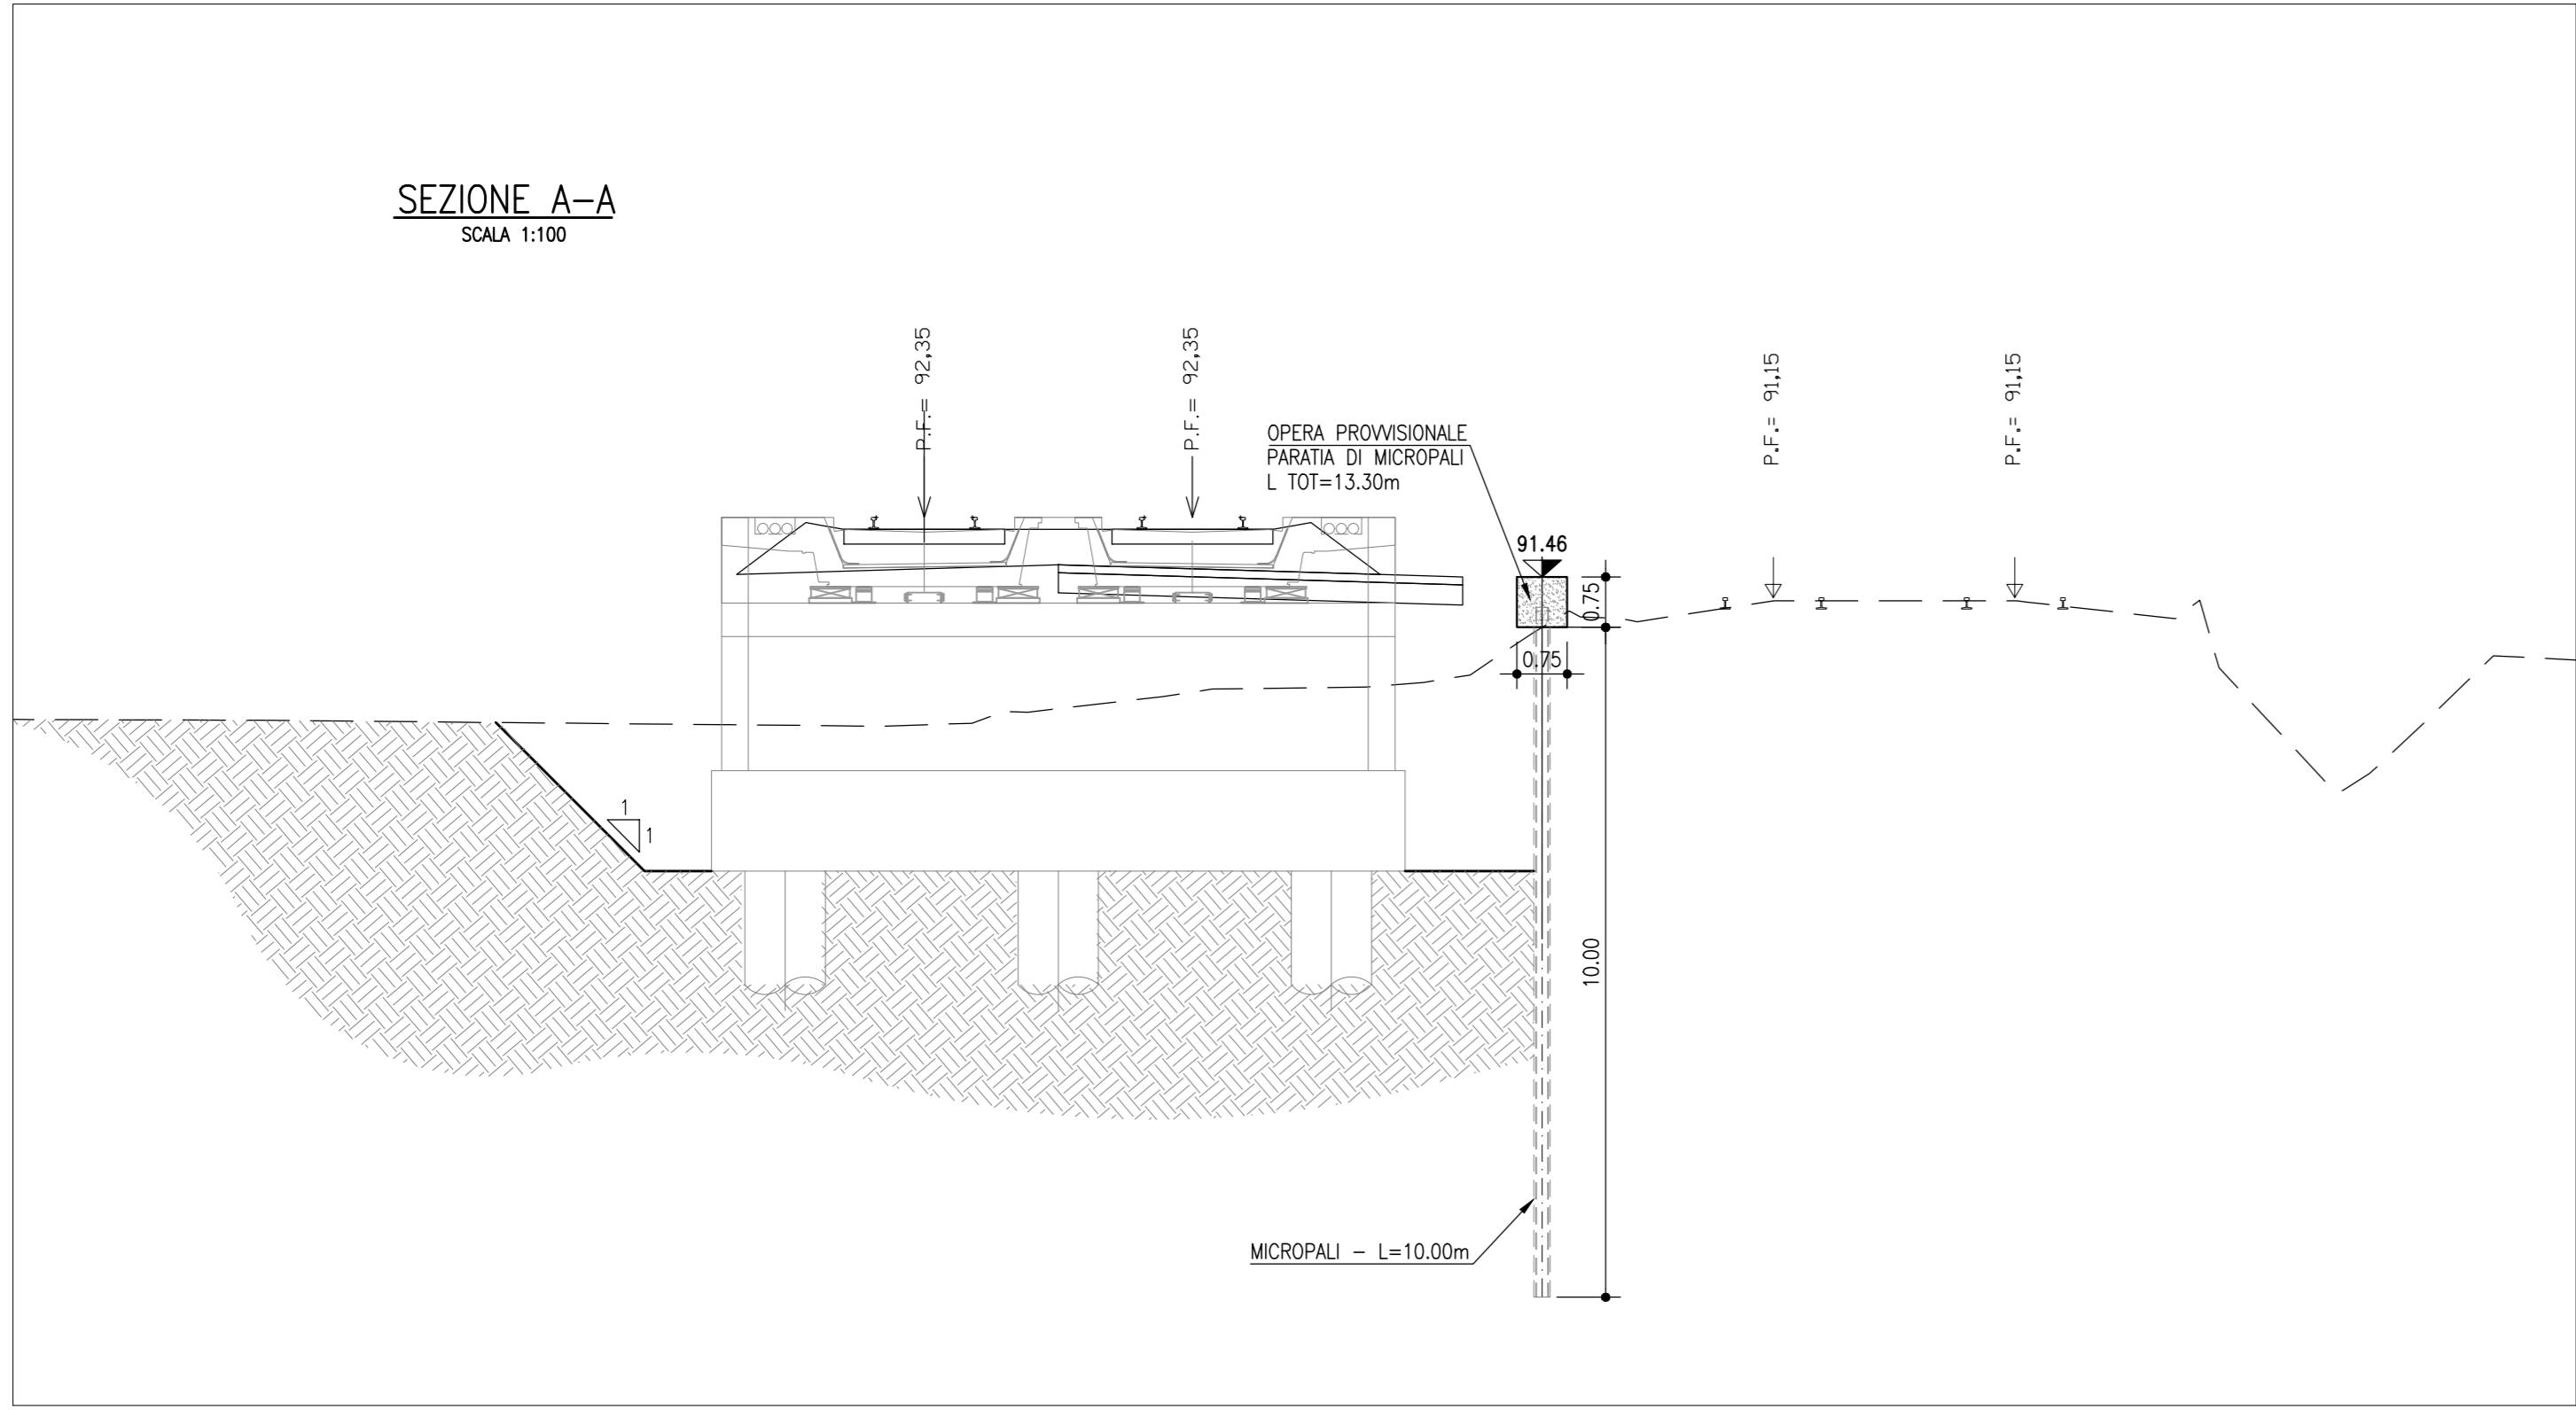 SEZIONE A-A
SCALA 1:100
P.F.= 92,35
P.F.= 92,35
P.F.= 91,15
P.F.= 91,15
OPERA PROVVISIONALE
PARATIA DI MICROPALI
L TOT=13.30m
91.46
0.75
0.75
1
1
10.00
MICROPALI - L=10.00m